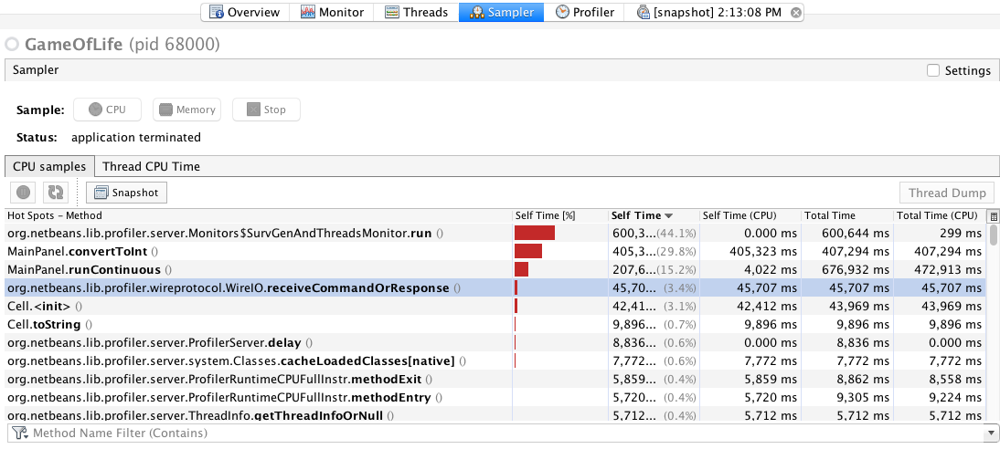 Overview Monitor Threads Sampler Profiler [snapshot] 2:13:08 PM
GameOfLife (pid 68000)
Sampler Settings
Sample: CPU Memory Stop
Status: application terminated
CPU samples Thread CPU Time
Snapshot Thread Dump
Hot Spots – Method Self Time [%] Self Time Self Time (CPU) Total Time Total Time (CPU)
org.netbeans.lib.profiler.server.Monitors$SurvGenAndThreadsMonitor.run () 600,3... (44.1%) 0.000 ms 600,644 ms 299 ms
MainPanel.convertToInt () 405,3... (29.8%) 405,323 ms 407,294 ms 407,294 ms
MainPanel.runContinuous () 207,6... (15.2%) 4,022 ms 676,932 ms 472,913 ms
org.netbeans.lib.profiler.wireprotocol.WireIO.receiveCommandOrResponse () 45,70... (3.4%) 45,707 ms 45,707 ms 45,707 ms
Cell.<init> () 42,41... (3.1%) 42,412 ms 43,969 ms 43,969 ms
Cell.toString () 9,896... (0.7%) 9,896 ms 9,896 ms 9,896 ms
org.netbeans.lib.profiler.server.ProfilerServer.delay () 8,836... (0.6%) 0.000 ms 8,836 ms 0.000 ms
org.netbeans.lib.profiler.server.system.Classes.cacheLoadedClasses[native] () 7,772... (0.6%) 7,772 ms 7,772 ms 7,772 ms
org.netbeans.lib.profiler.server.ProfilerRuntimeCPUFullInstr.methodExit () 5,859... (0.4%) 5,859 ms 8,862 ms 8,558 ms
org.netbeans.lib.profiler.server.ProfilerRuntimeCPUFullInstr.methodEntry () 5,720... (0.4%) 5,720 ms 9,305 ms 9,224 ms
org.netbeans.lib.profiler.server.ThreadInfo.getThreadInfoOrNull () 5,712... (0.4%) 5,712 ms 5,712 ms 5,712 ms
Method Name Filter (Contains)